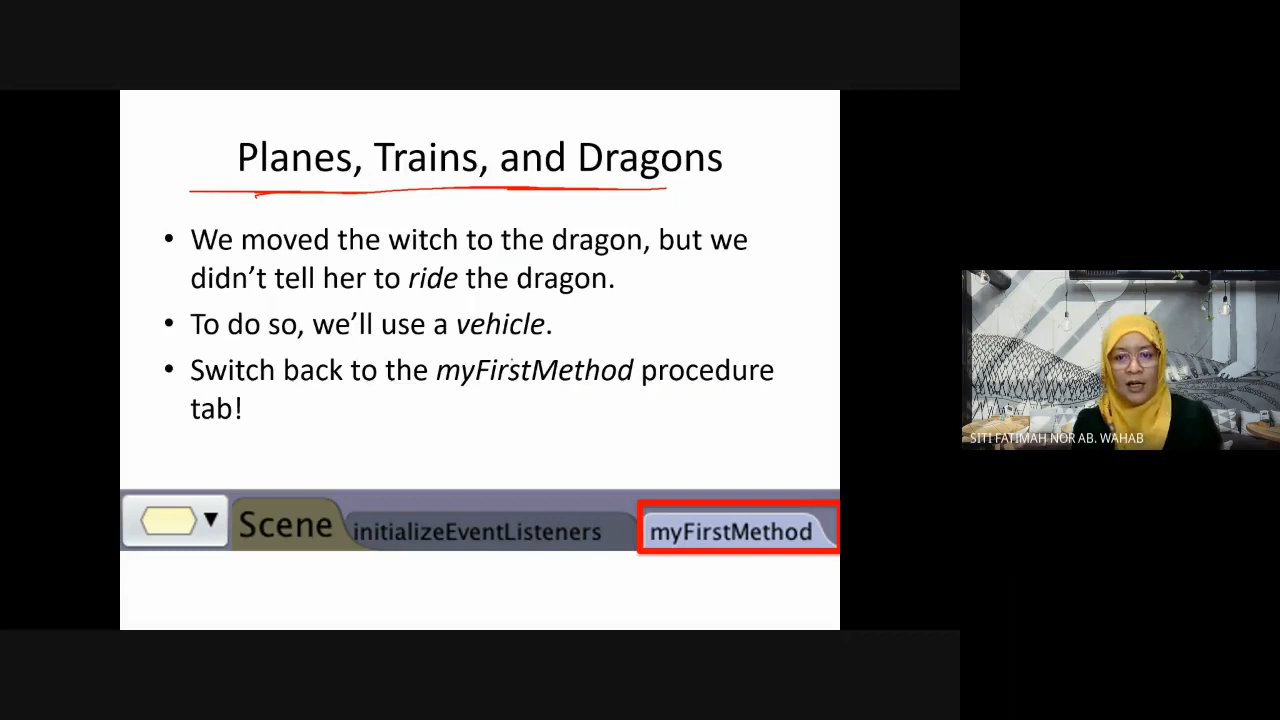 Planes, Trains, and Dragons
• We moved the witch to the dragon, but we
didn’t tell her to ride the dragon.
• To do so, we’ll use a vehicle.
• Switch back to the myFirstMethod procedure
tab!
Scene initializeEventListeners myFirstMethod
SITI FATIMAH NOR AB. WAHAB